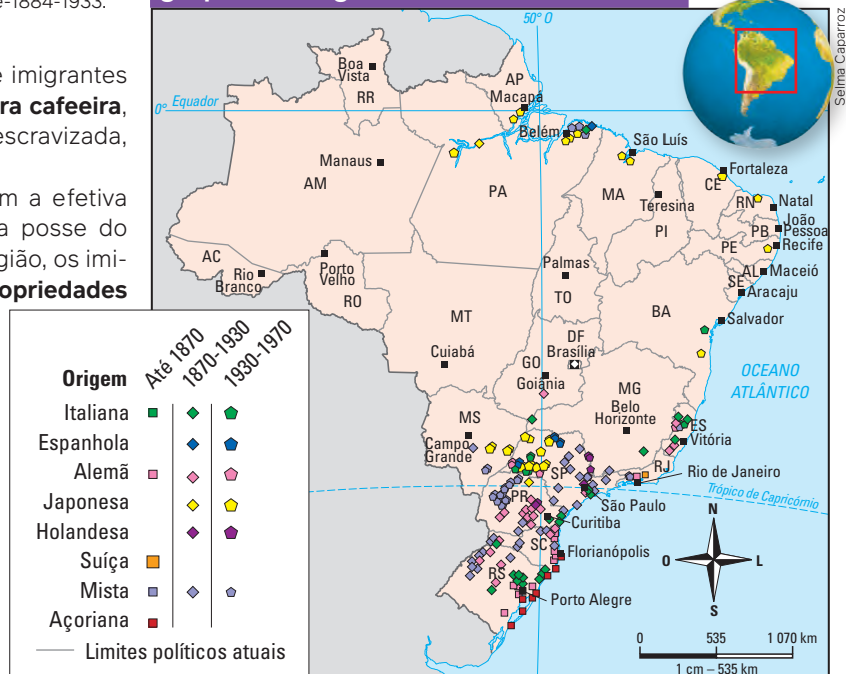 e-1884-1933.
e imigrantes
ra cafeeira,
escravizada,
m a efetiva
a posse do
gião, os imi-
opriedades
50° O
Selma Caparroz
Boa
Vista
RR
AP
Macapá
0° Equador
Belém
São Luís
Manaus
AM
PA
MA
Teresina
CE
Fortaleza
RN
Natal
PI
PB
João
Pessoa
PE
Recife
AC
Rio
Branco
Porto
Velho
RO
Palmas
TO
AL
Maceió
SE
Aracaju
MT
BA
Salvador
Cuiabá
DF
Brasília
GO
Goiânia
MG
Belo
Horizonte
OCEANO
ATLÂNTICO
MS
Campo
Grande
ES
Vitória
SP
RJ
Rio de Janeiro
São Paulo
Trópico de Capricórnio
PR
Curitiba
SC
Florianópolis
RS
Porto Alegre
N
O
L
S
0 535 1 070 km
1 cm – 535 km
Origem
Até 1870
1870-1930
1930-1970
Italiana
Espanhola
Alemã
Japonesa
Holandesa
Suíça
Mista
Açoriana
Limites políticos atuais